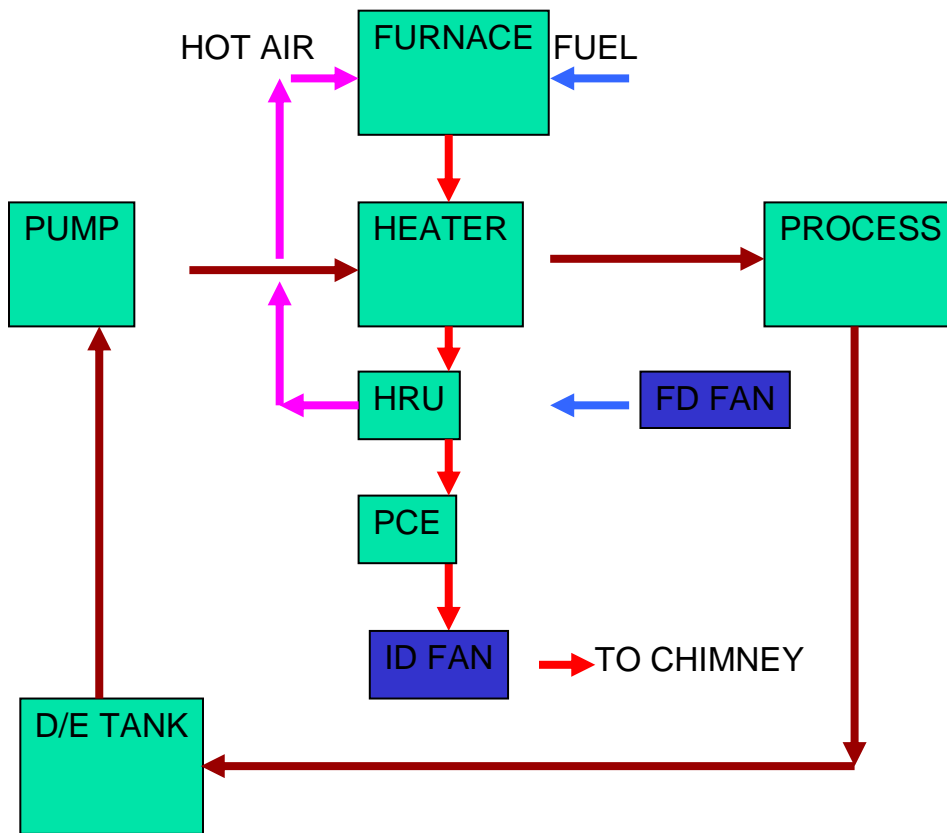 HOT AIR
FURNACE
FUEL
PUMP
HEATER
PROCESS
HRU
FD FAN
PCE
ID FAN
TO CHIMNEY
D/E TANK